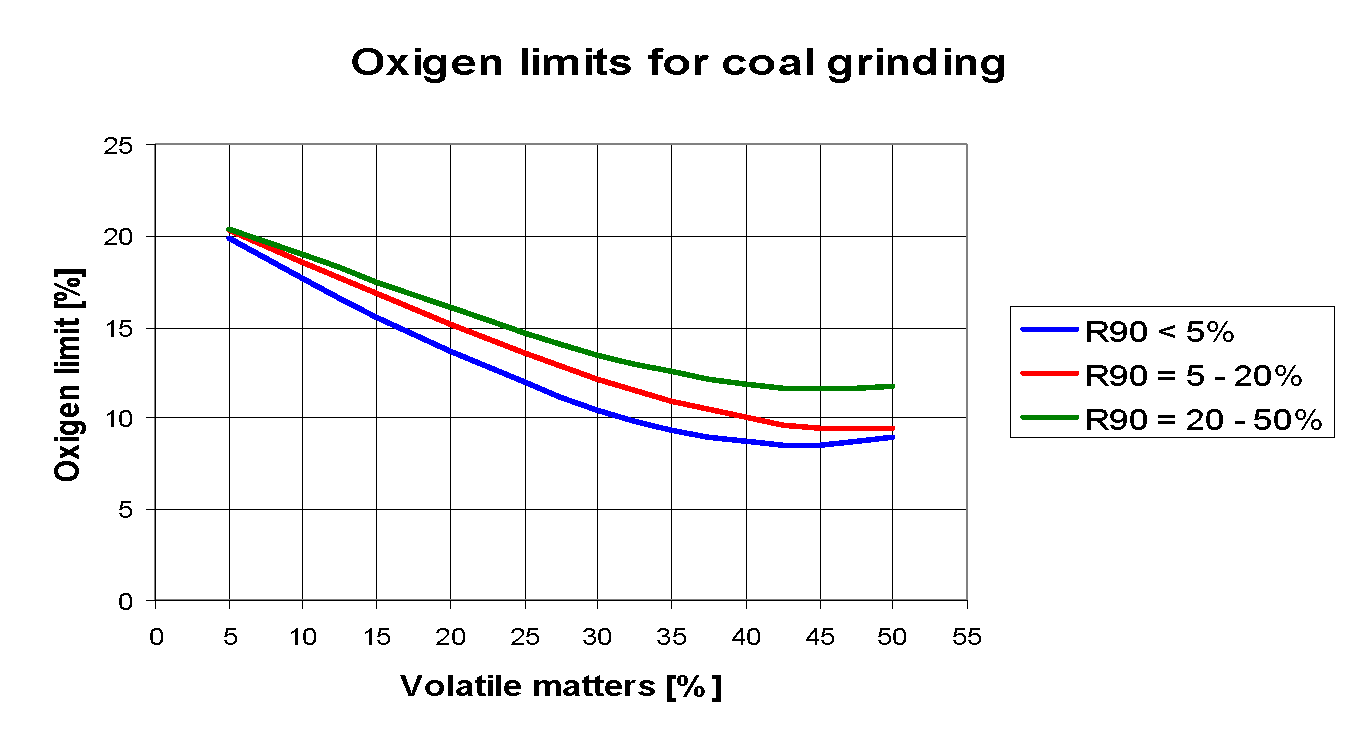 Oxigen limits for coal grinding
25
20
15
10
5
0
Oxigen limit [%]
0 5 10 15 20 25 30 35 40 45 50 55
Volatile matters [% ]
R90 < 5%
R90 = 5 - 20%
R90 = 20 - 50%